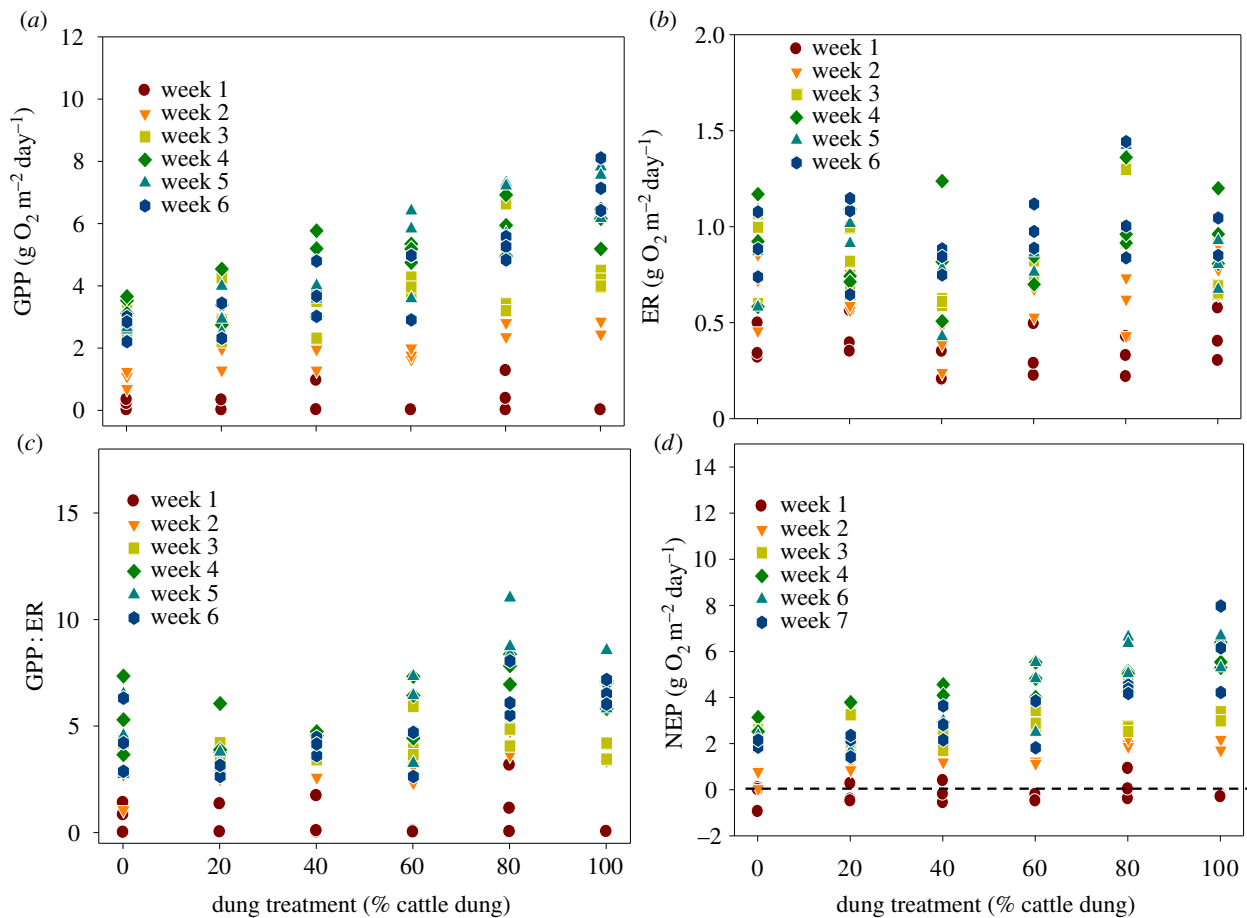 (a)
12
10
8
6
4
2
0
GPP (g O₂ m⁻² day⁻¹)
week 1
week 2
week 3
week 4
week 5
week 6
(b)
2.0
1.5
1.0
0.5
0
ER (g O₂ m⁻² day⁻¹)
week 1
week 2
week 3
week 4
week 5
week 6
(c)
15
10
5
0
GPP : ER
week 1
week 2
week 3
week 4
week 5
week 6
0 20 40 60 80 100
dung treatment (% cattle dung)
(d)
14
12
10
8
6
4
2
0
−2
NEP (g O₂ m⁻² day⁻¹)
week 1
week 2
week 3
week 4
week 6
week 7
0 20 40 60 80 100
dung treatment (% cattle dung)